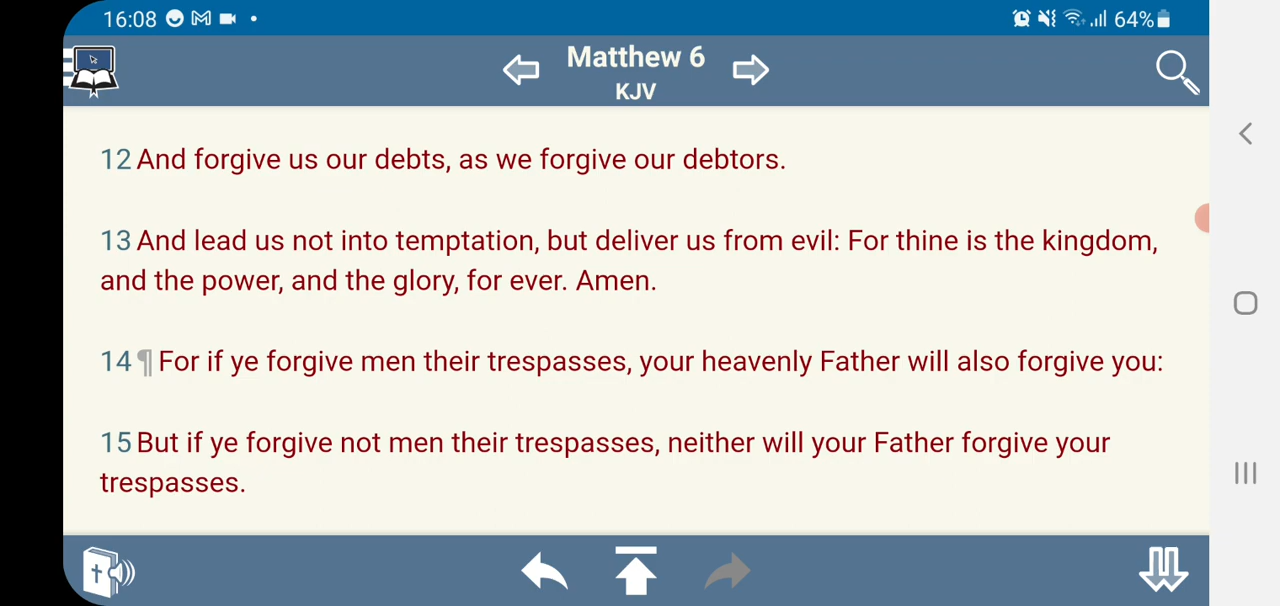 16:08
64%
Matthew 6
KJV
12 And forgive us our debts, as we forgive our debtors.
13 And lead us not into temptation, but deliver us from evil: For thine is the kingdom,
and the power, and the glory, for ever. Amen.
14 ¶ For if ye forgive men their trespasses, your heavenly Father will also forgive you:
15 But if ye forgive not men their trespasses, neither will your Father forgive your
trespasses.